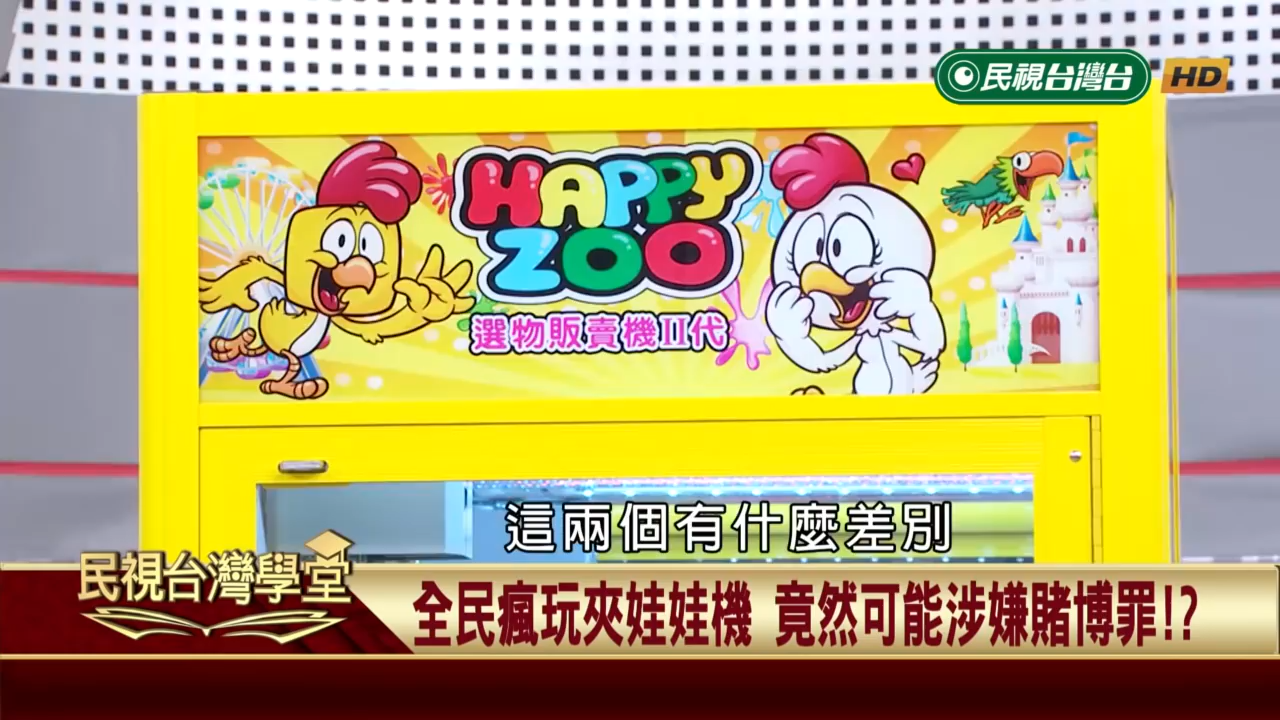 民視台灣台 HD
HAPPY
ZOO
選物販賣機II代
這兩個有什麼差別
民視台灣學堂
全民瘋玩夾娃娃機 竟然可能涉嫌賭博罪!?